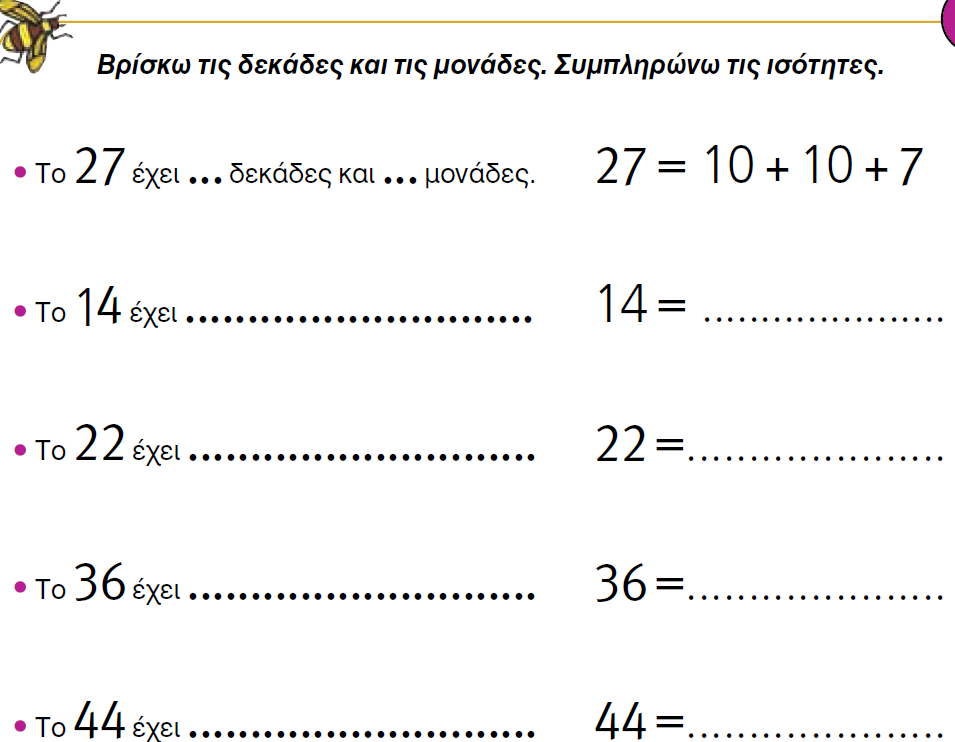 Βρίσκω τις δεκάδες και τις μονάδες. Συμπληρώνω τις ισότητες.
• Το 27 έχει ... δεκάδες και ... μονάδες. 27 = 10 + 10 + 7
• Το 14 έχει ............................ 14 = .....................
• Το 22 έχει ............................ 22 =......................
• Το 36 έχει ............................ 36 =......................
• Το 44 έχει ............................ 44 =......................